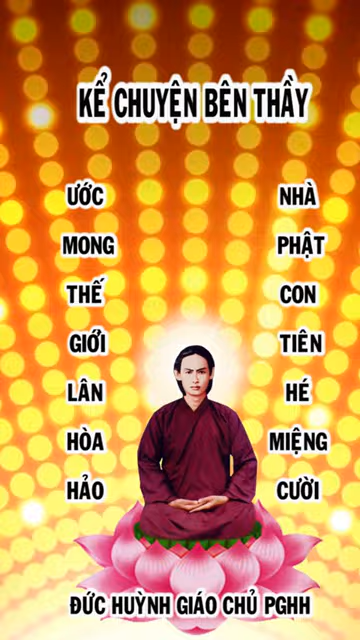 KỂ CHUYỆN BÊN THẦY
ƯỚC
MONG
THẾ
GIỚI
LÂN
HÒA
HẢO
NHÀ
PHẬT
CON
TIÊN
HÉ
MIỆNG
CƯỜI
ĐỨC HUỲNH GIÁO CHỦ PGHH